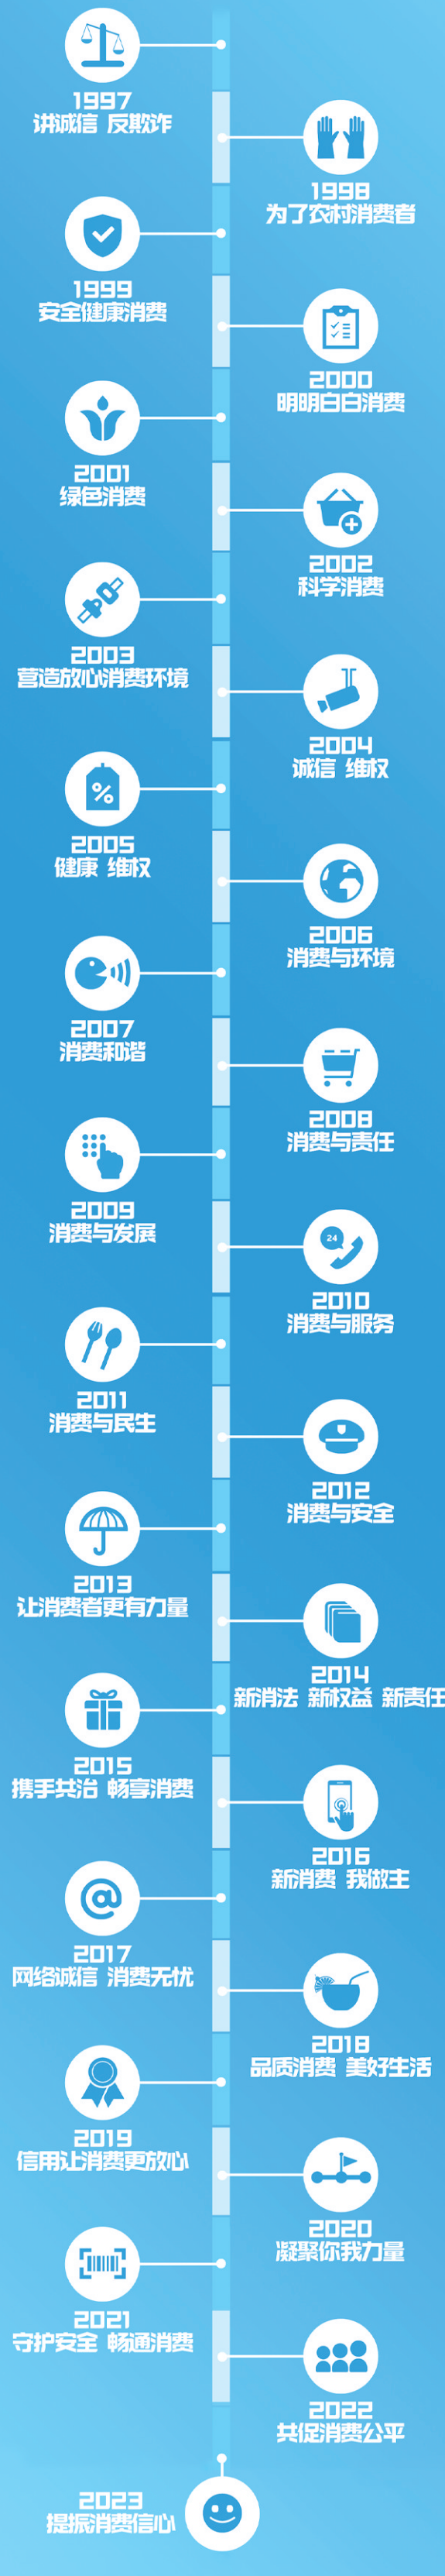 1997
讲诚信 反欺诈
1998
为了农村消费者
1999
安全健康消费
2000
明明白白消费
2001
绿色消费
2002
科学消费
2003
营造放心消费环境
2004
诚信 维权
%
2005
健康 维权
2006
消费与环境
2007
消费和谐
2008
消费与责任
2009
消费与发展
24
2010
消费与服务
2011
消费与民生
2012
消费与安全
2013
让消费者更有力量
2014
新消法 新权益 新责任
2015
携手共治 畅享消费
2016
新消费 我做主
@
2017
网络诚信 消费无忧
2018
品质消费 美好生活
2019
信用让消费更放心
2020
凝聚你我力量
2021
守护安全 畅通消费
2022
共促消费公平
2023
提振消费信心